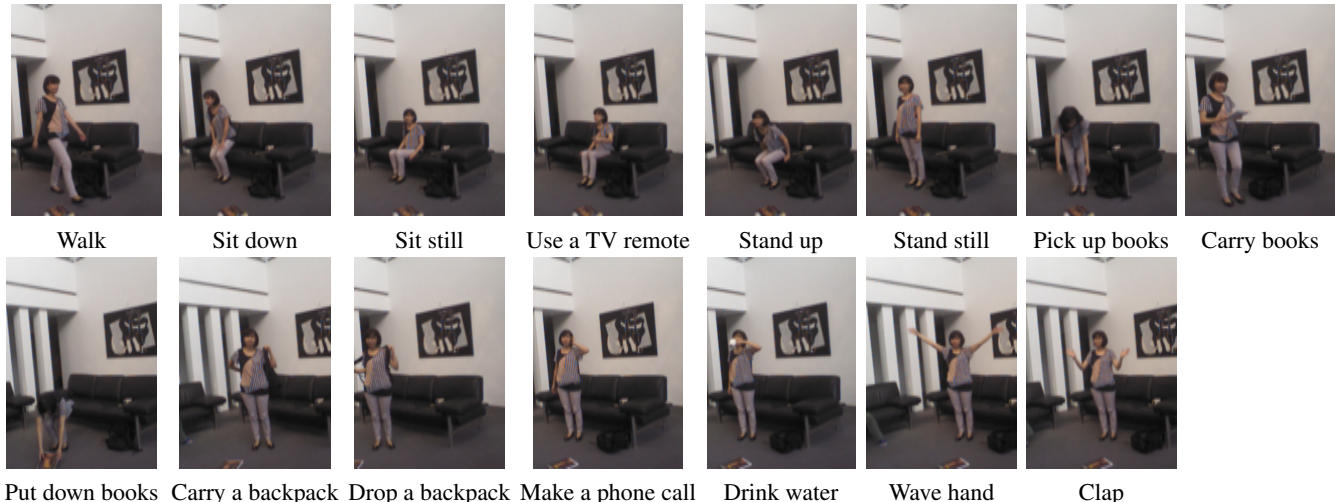 Walk Sit down Sit still Use a TV remote Stand up Stand still Pick up books Carry books
Put down books Carry a backpack Drop a backpack Make a phone call Drink water Wave hand Clap